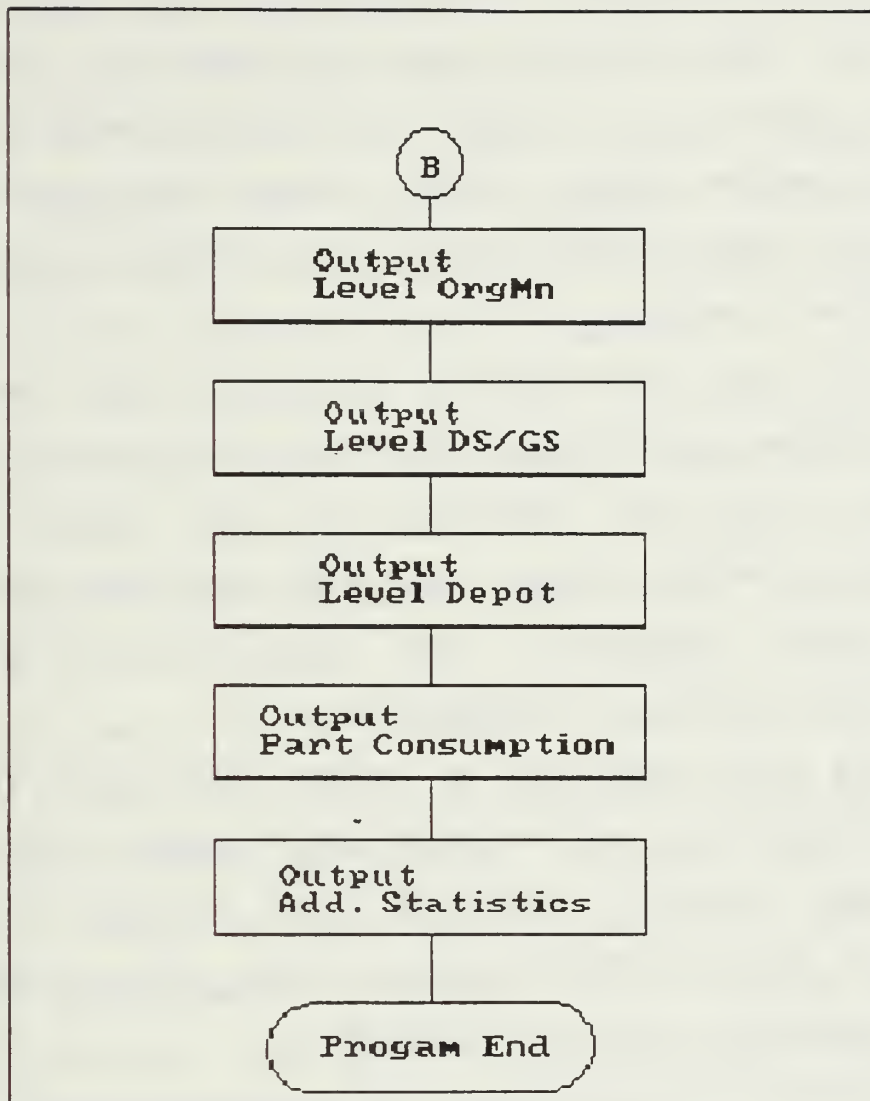 B
Output
Level OrgMn
Output
Level DS/GS
Output
Level Depot
Output
Part Consumption
Output
Add. Statistics
Progam End